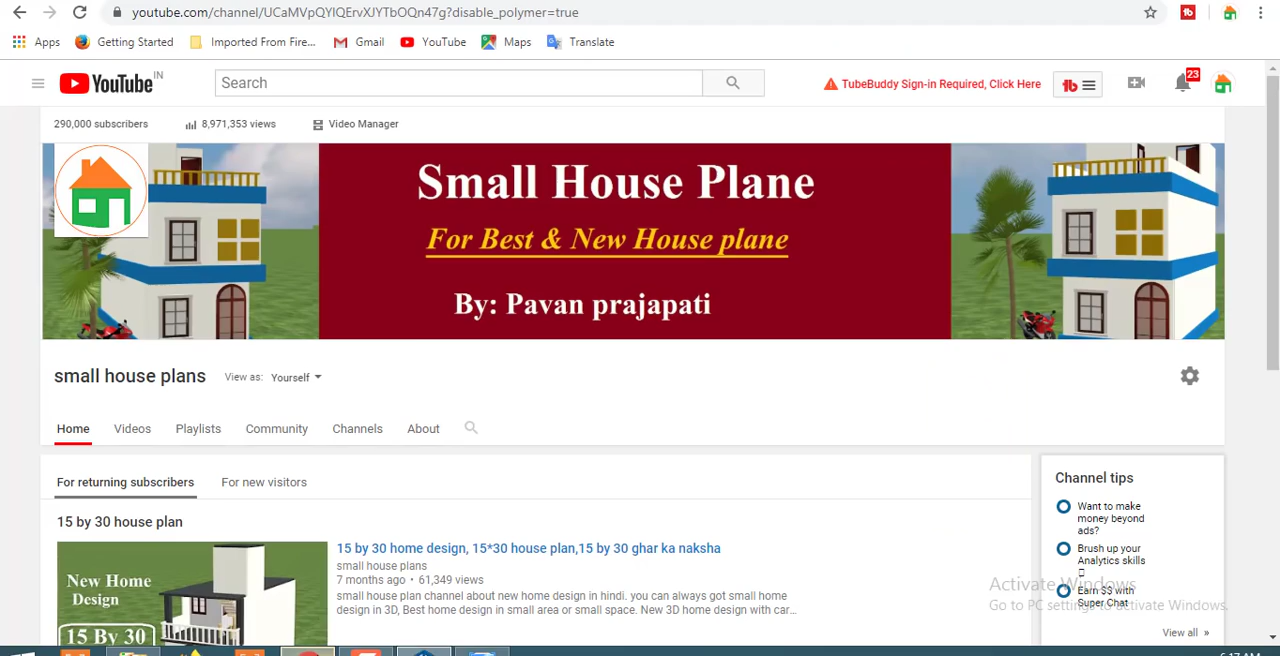 youtube.com/channel/UCaMVpQYlQErvXJYTbOQn47g?disable_polymer=true
Apps Getting Started Imported From Fire... Gmail YouTube Maps Translate
YouTube IN Search TubeBuddy Sign-in Required, Click Here tb 23
290,000 subscribers 8,971,353 views Video Manager
Small House Plane
For Best & New House plane
By: Pavan prajapati
small house plans View as: Yourself
Home Videos Playlists Community Channels About
For returning subscribers For new visitors
15 by 30 house plan
New Home
Design
15 By 30
15 by 30 home design, 15*30 house plan,15 by 30 ghar ka naksha
small house plans
7 months ago • 61,349 views
small house plan channel about new home design in hindi. you can always got small home
design in 3D, Best home design in small area or small space. New 3D home design with car...
Channel tips
Want to make
money beyond
ads?
Brush up your
Analytics skills
Earn $$ with
Super Chat
View all »
Activate Windows
Go to PC settings to activate Windows.